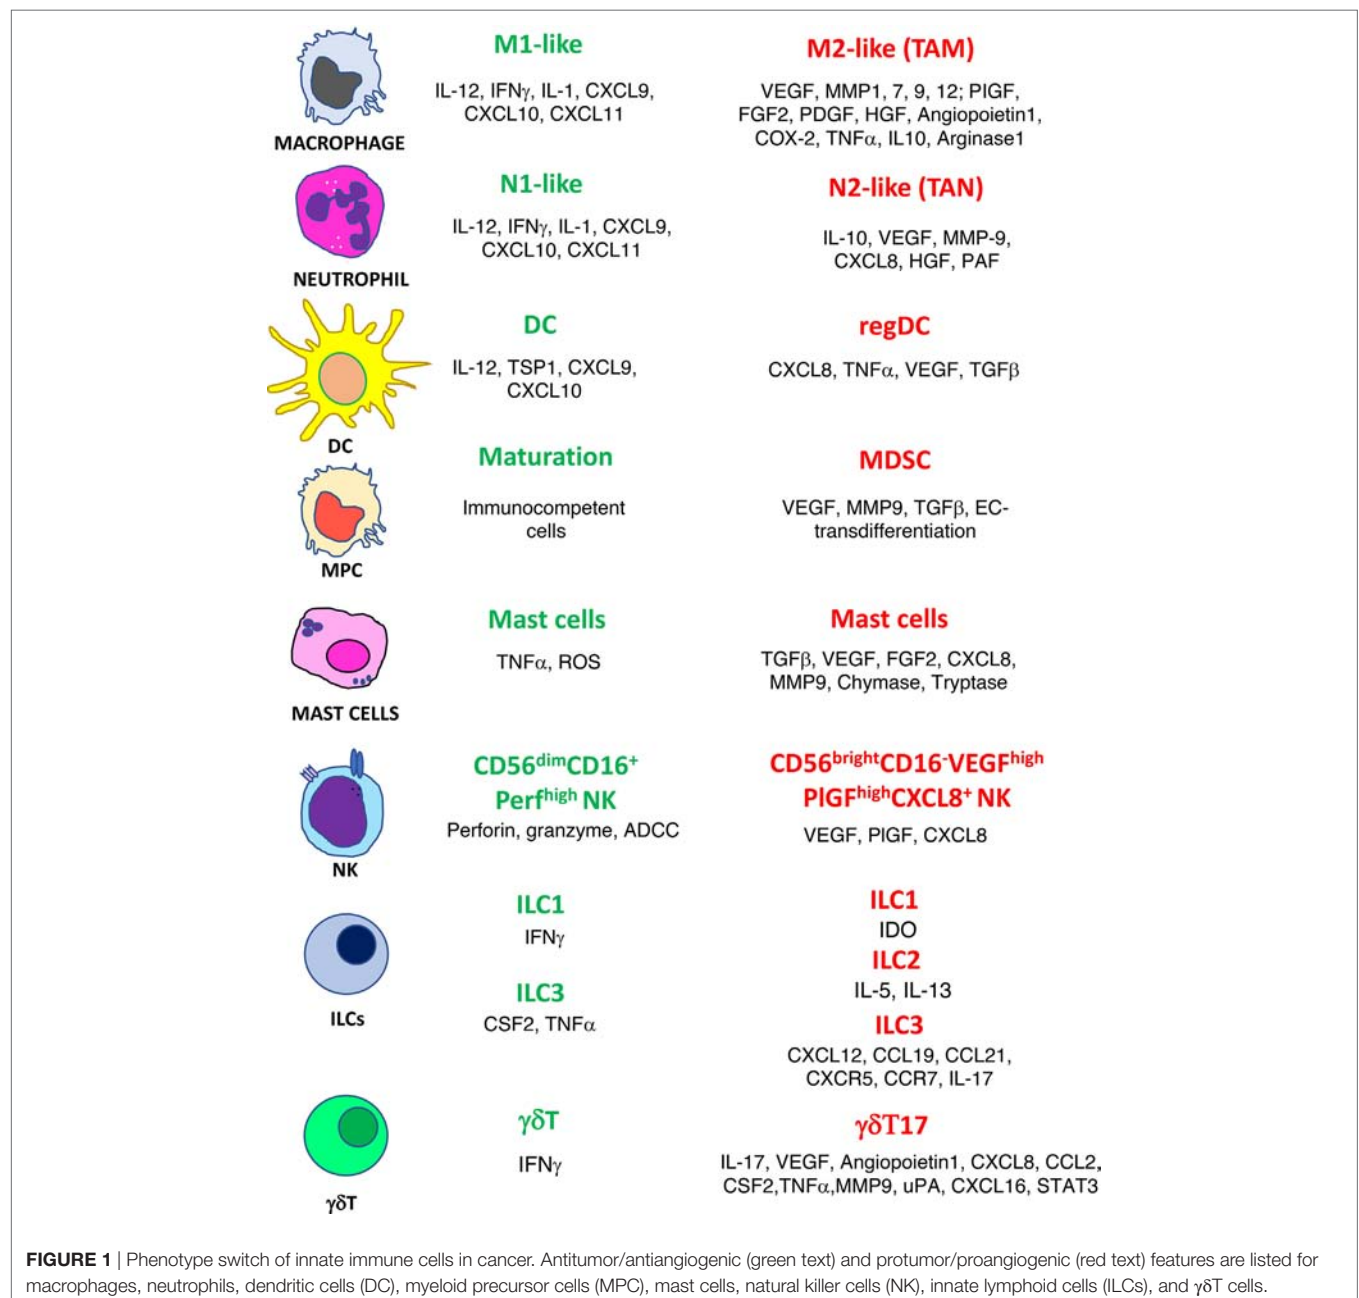 M1-like
M2-like (TAM)
IL-12, IFNγ, IL-1, CXCL9,
CXCL10, CXCL11
VEGF, MMP1, 7, 9, 12; PIGF,
FGF2, PDGF, HGF, Angiopoietin1,
COX-2, TNFα, IL10, Arginase1
MACROPHAGE
N1-like
N2-like (TAN)
IL-12, IFNγ, IL-1, CXCL9,
CXCL10, CXCL11
IL-10, VEGF, MMP-9,
CXCL8, HGF, PAF
NEUTROPHIL
DC
regDC
IL-12, TSP1, CXCL9,
CXCL10
CXCL8, TNFα, VEGF, TGFβ
DC
Maturation
MDSC
Immunocompetent
cells
VEGF, MMP9, TGFβ, EC-
transdifferentiation
MPC
Mast cells
Mast cells
TNFα, ROS
TGFβ, VEGF, FGF2, CXCL8,
MMP9, Chymase, Tryptase
MAST CELLS
CD56dimCD16+
Perfhigh NK
CD56brightCD16-VEGFhigh
PlGFhighCXCL8+ NK
Perforin, granzyme, ADCC
VEGF, PlGF, CXCL8
NK
ILC1
IFNγ
ILC3
CSF2, TNFα
ILC1
IDO
ILC2
IL-5, IL-13
ILC3
CXCL12, CCL19, CCL21,
CXCR5, CCR7, IL-17
ILCs
γδT
γδT17
IFNγ
IL-17, VEGF, Angiopoietin1, CXCL8, CCL2,
CSF2,TNFα,MMP9, uPA, CXCL16, STAT3
γδT
FIGURE 1 | Phenotype switch of innate immune cells in cancer. Antitumor/antiangiogenic (green text) and protumor/proangiogenic (red text) features are listed for
macrophages, neutrophils, dendritic cells (DC), myeloid precursor cells (MPC), mast cells, natural killer cells (NK), innate lymphoid cells (ILCs), and γδT cells.